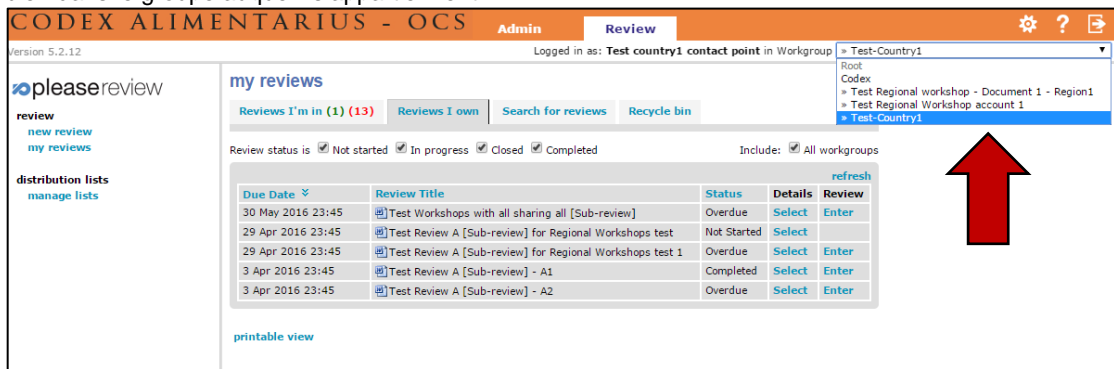 CODEX ALIMENTARIUS - OCS Admin Review
Version 5.2.12 Logged in as: Test country1 contact point in Workgroup » Test-Country1
Root
Codex
» Test Regional workshop - Document 1 - Region1
» Test Regional Workshop account 1
» Test-Country1
pleasereview
review
new review
my reviews
distribution lists
manage lists
my reviews
Reviews I'm in (1) (13) Reviews I own Search for reviews Recycle bin
Review status is Not started In progress Closed Completed Include: All workgroups
refresh
Due Date Review Title Status Details Review
30 May 2016 23:45 Test Workshops with all sharing all [Sub-review] Overdue Select Enter
29 Apr 2016 23:45 Test Review A [Sub-review] for Regional Workshops test Not Started Select
29 Apr 2016 23:45 Test Review A [Sub-review] for Regional Workshops test 1 Overdue Select Enter
3 Apr 2016 23:45 Test Review A [Sub-review] - A1 Completed Select Enter
3 Apr 2016 23:45 Test Review A [Sub-review] - A2 Overdue Select Enter
printable view